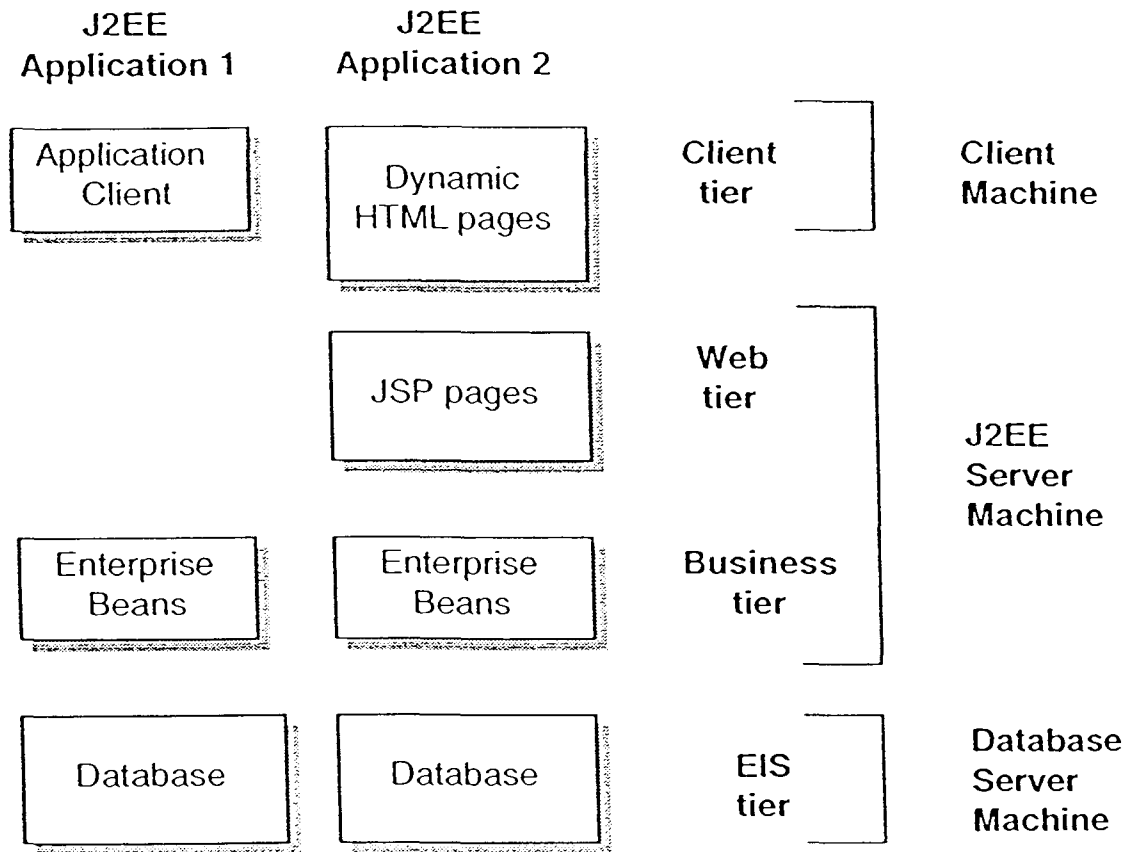 J2EE
Application 1
J2EE
Application 2
Application
Client
Dynamic
HTML pages
Client
tier
Client
Machine
JSP pages
Web
tier
J2EE
Server
Machine
Enterprise
Beans
Enterprise
Beans
Business
tier
Database
Database
EIS
tier
Database
Server
Machine